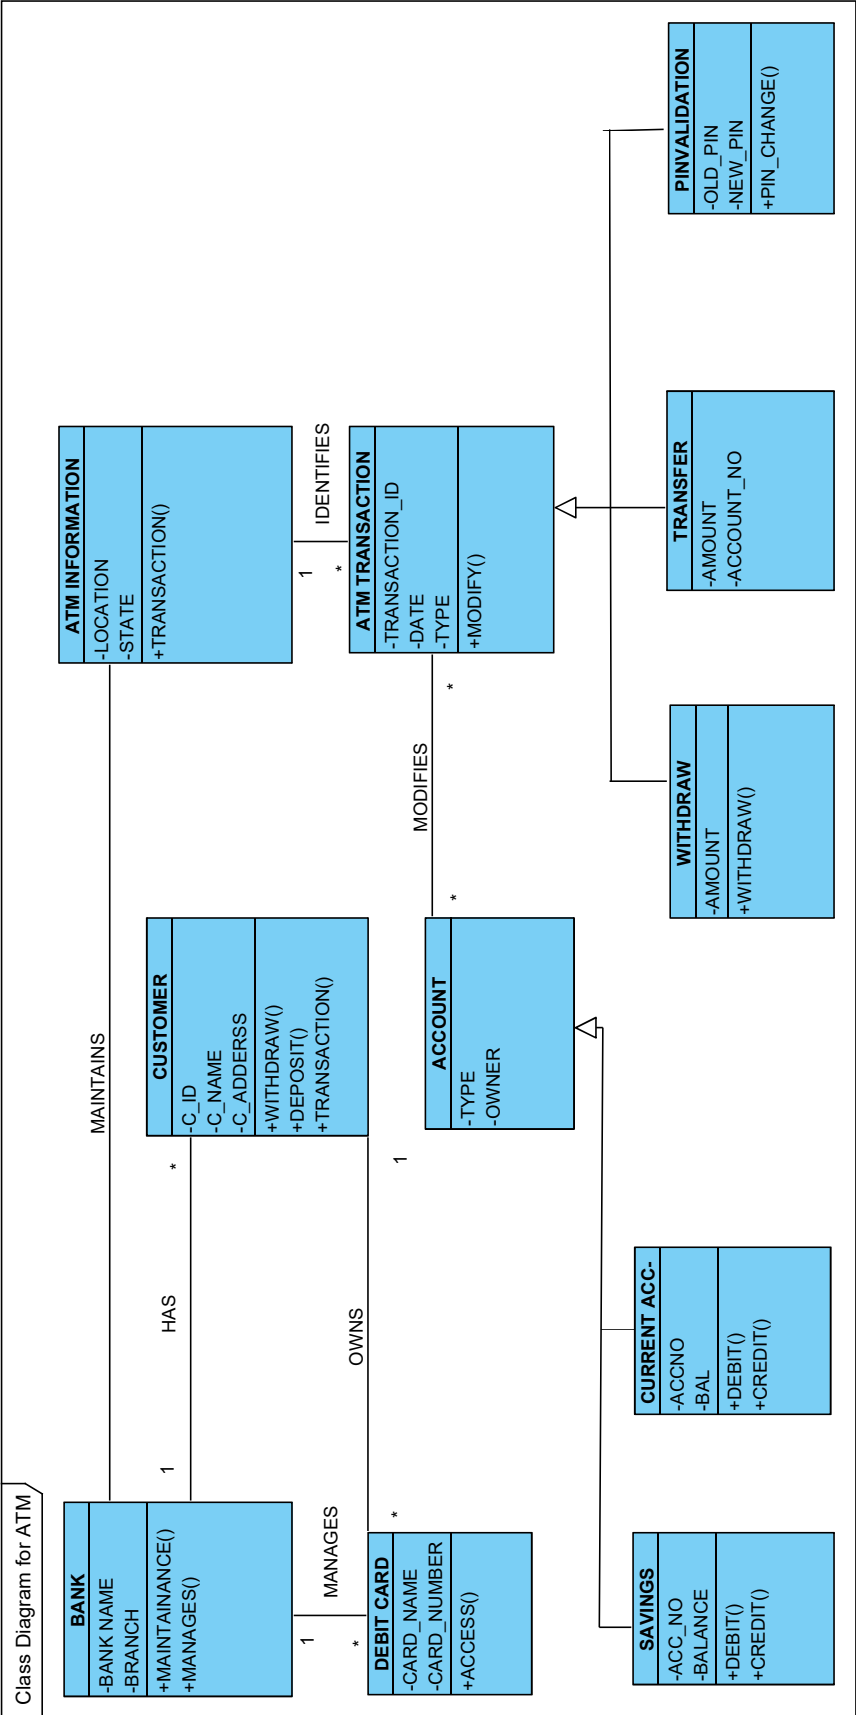 Class Diagram for ATM
BANK
-BANK NAME
-BRANCH
+MAINTAINANCE()
+MANAGES()
MAINTAINS
ATM INFORMATION
-LOCATION
-STATE
+TRANSACTION()
1
HAS
*
CUSTOMER
-C_ID
-C_NAME
-C_ADDERSS
+WITHDRAW()
+DEPOSIT()
+TRANSACTION()
1
MANAGES
*
1
IDENTIFIES
*
DEBIT CARD
-CARD_NAME
-CARD_NUMBER
+ACCESS()
*
OWNS
1
ACCOUNT
-TYPE
-OWNER
*
MODIFIES
*
ATM TRANSACTION
-TRANSACTION_ID
-DATE
-TYPE
+MODIFY()
SAVINGS
-ACC_NO
-BALANCE
+DEBIT()
+CREDIT()
CURRENT ACC-
-ACCNO
-BAL
+DEBIT()
+CREDIT()
WITHDRAW
-AMOUNT
+WITHDRAW()
TRANSFER
-AMOUNT
-ACCOUNT_NO
PINVALIDATION
-OLD_PIN
-NEW_PIN
+PIN_CHANGE()